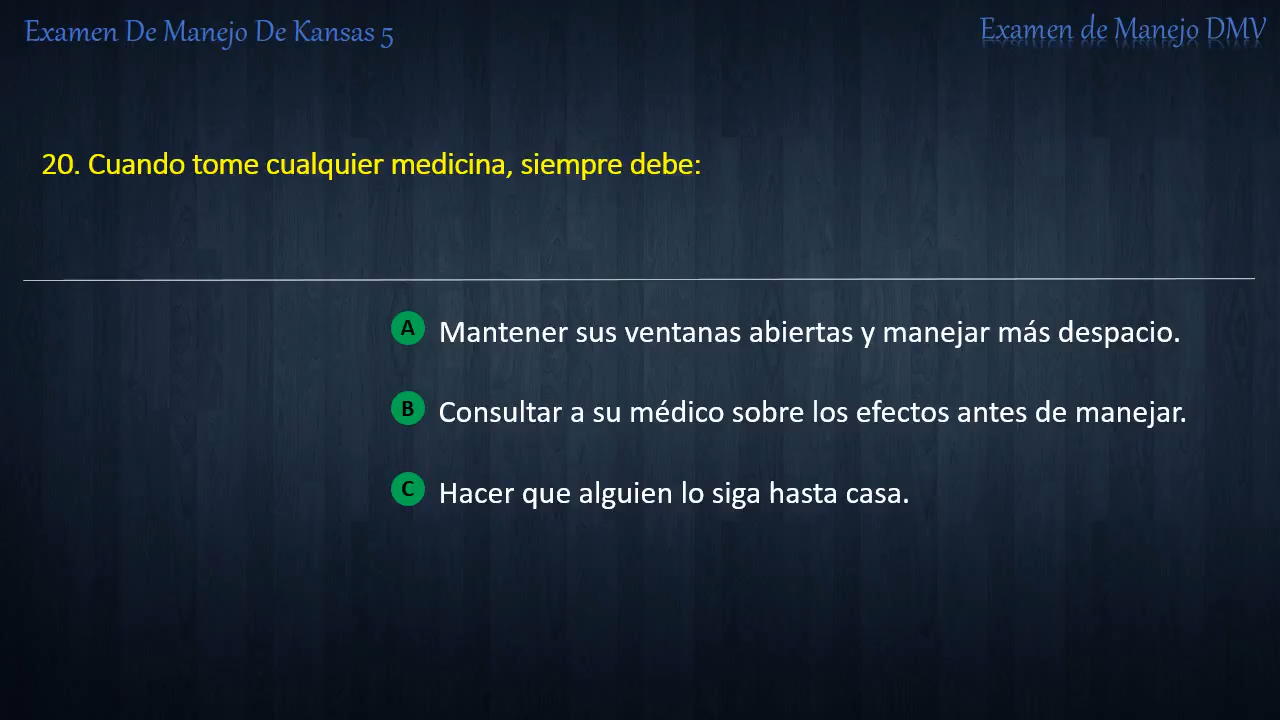 Examen De Manejo De Kansas 5
Examen de Manejo DMV
20. Cuando tome cualquier medicina, siempre debe:
A Mantener sus ventanas abiertas y manejar más despacio.
B Consultar a su médico sobre los efectos antes de manejar.
C Hacer que alguien lo siga hasta casa.